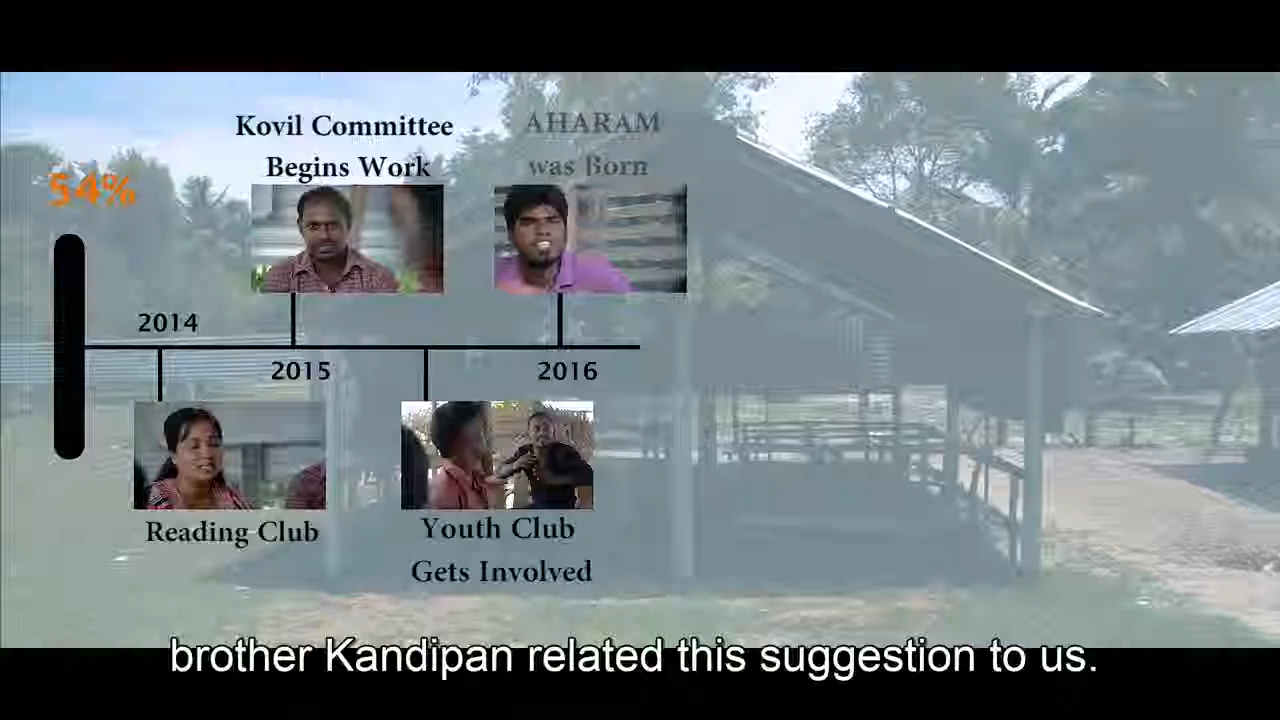 Kovil Committee
Begins Work
AHARAM
was Born
54%
2014
2015
2016
Reading Club
Youth Club
Gets Involved
brother Kandipan related this suggestion to us.